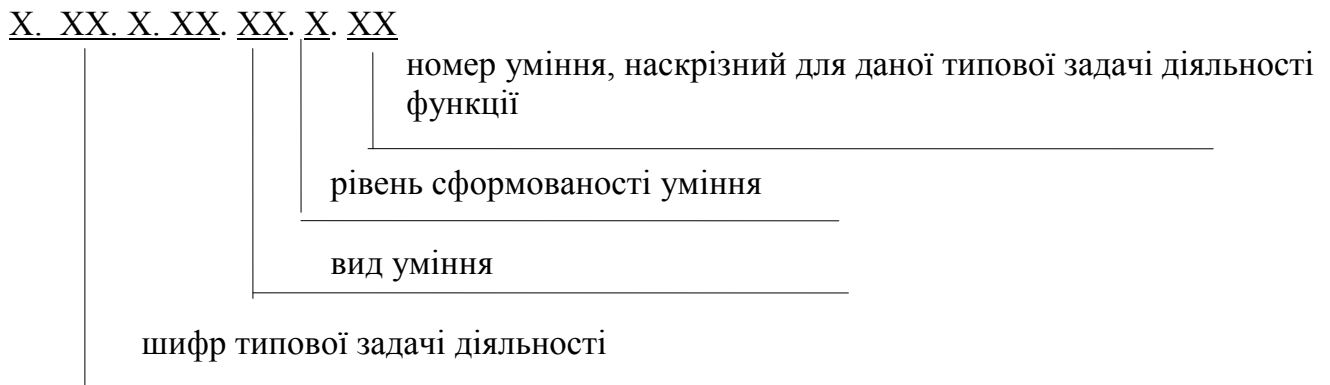 Х. ХХ. Х. ХХ. ХХ. Х. ХХ
номер уміння, наскрізний для даної типової задачі діяльності
функції
рівень сформованості уміння
вид уміння
шифр типової задачі діяльності